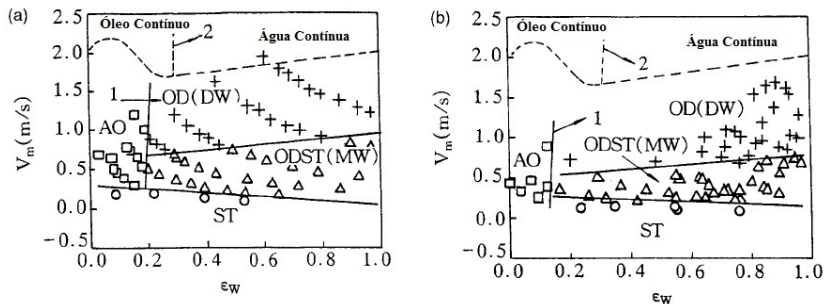 (a)
Óleo Contínuo
Água Contínua
2
1
OD(DW)
AO
ODST(MW)
ST
Vm(m/s)
2.5
2.0
1.5
1.0
0.5
0.0
-0.5
0.0 0.2 0.4 0.6 0.8 1.0
εw
(b)
Óleo Contínuo
Água Contínua
2
1
OD(DW)
ODST(MW)
AO
ST
Vm(m/s)
2.5
2.0
1.5
1.0
0.5
0.0
-0.5
0.0 0.2 0.4 0.6 0.8 1.0
εw